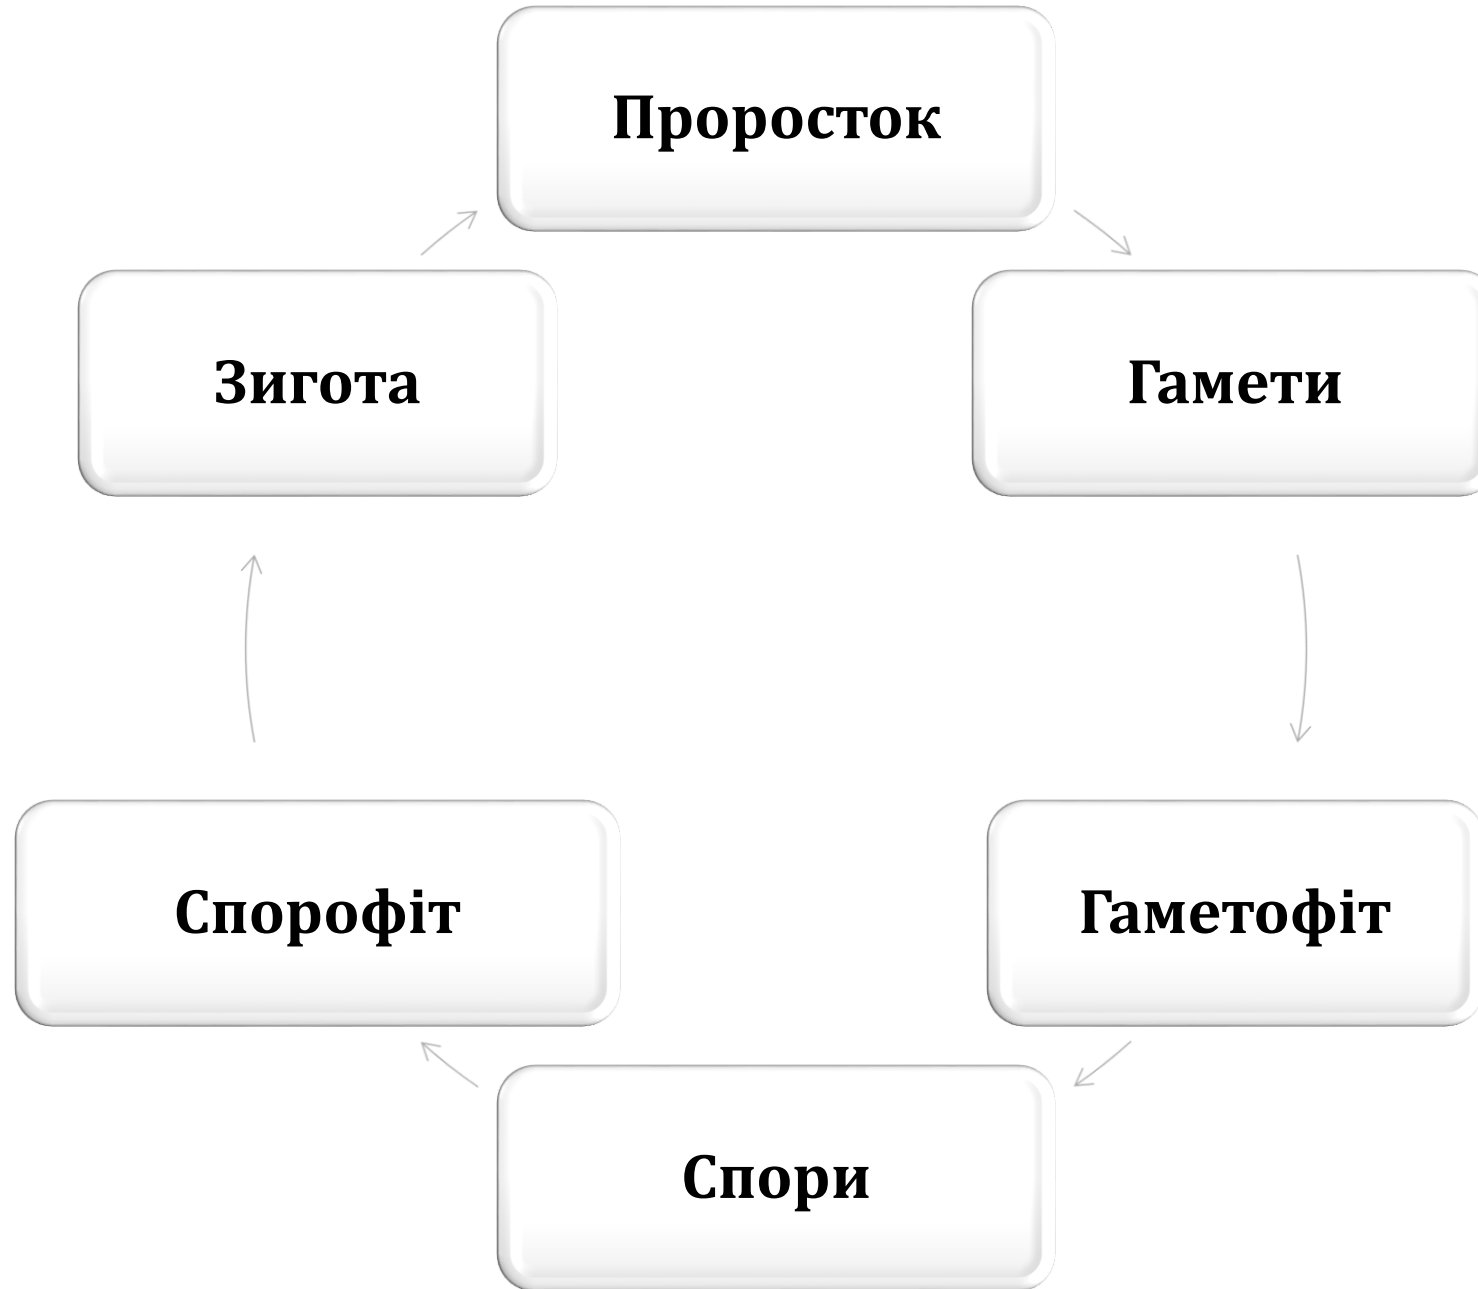 Проросток
Зигота
Гамети
Спорофіт
Гаметофіт
Спори